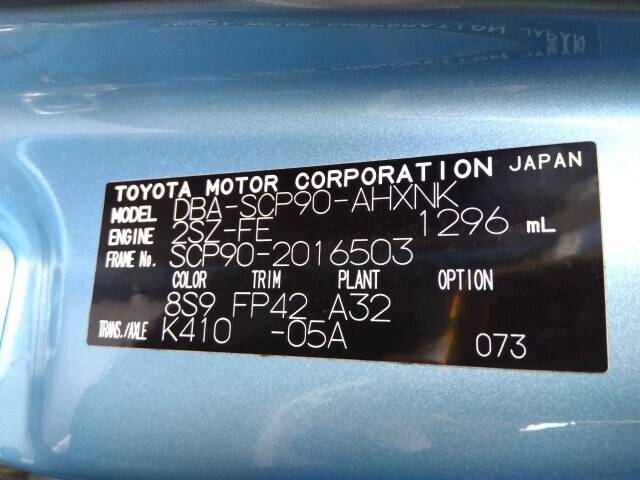 TOYOTA MOTOR CORPORATION JAPAN
MODEL DBA-SCP90-AHXNK
ENGINE 2SZ-FE 1296 mL
FRAME No. SCP90-2016503
COLOR TRIM PLANT OPTION
8S9 FP42 A32
TRANS./AXLE K410 -05A
073